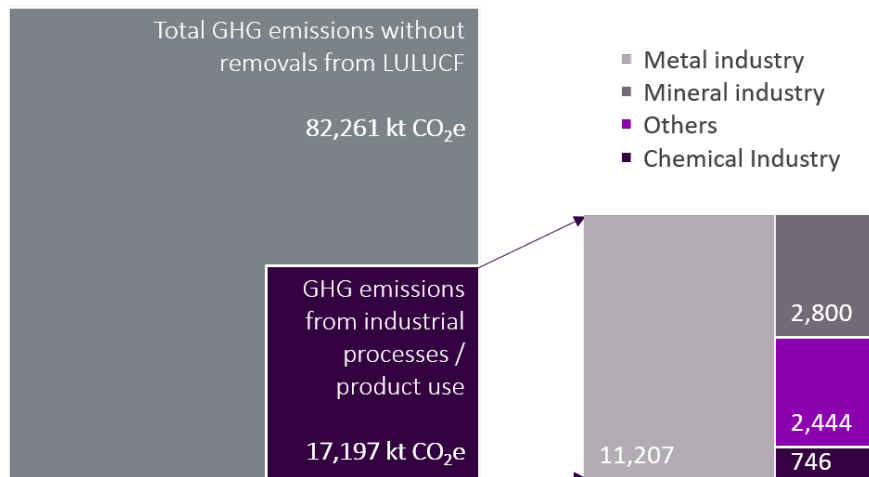 Total GHG emissions without
removals from LULUCF
82,261 kt CO₂e
GHG emissions
from industrial
processes /
product use
17,197 kt CO₂e
Metal industry
Mineral industry
Others
Chemical Industry
11,207
2,800
2,444
746